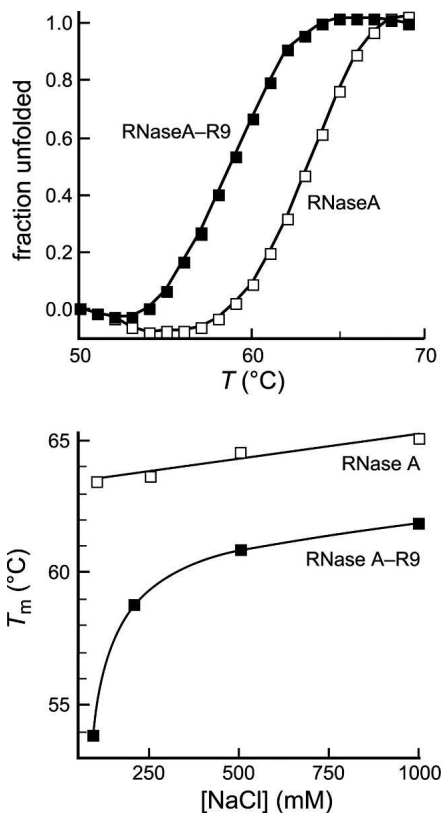 fraction unfolded
1.0
0.8
0.6
0.4
0.2
0.0
RNaseA–R9
RNaseA
50
60
70
T (°C)
Tm (°C)
65
60
55
RNase A
RNase A–R9
250
500
750
1000
[NaCl] (mM)